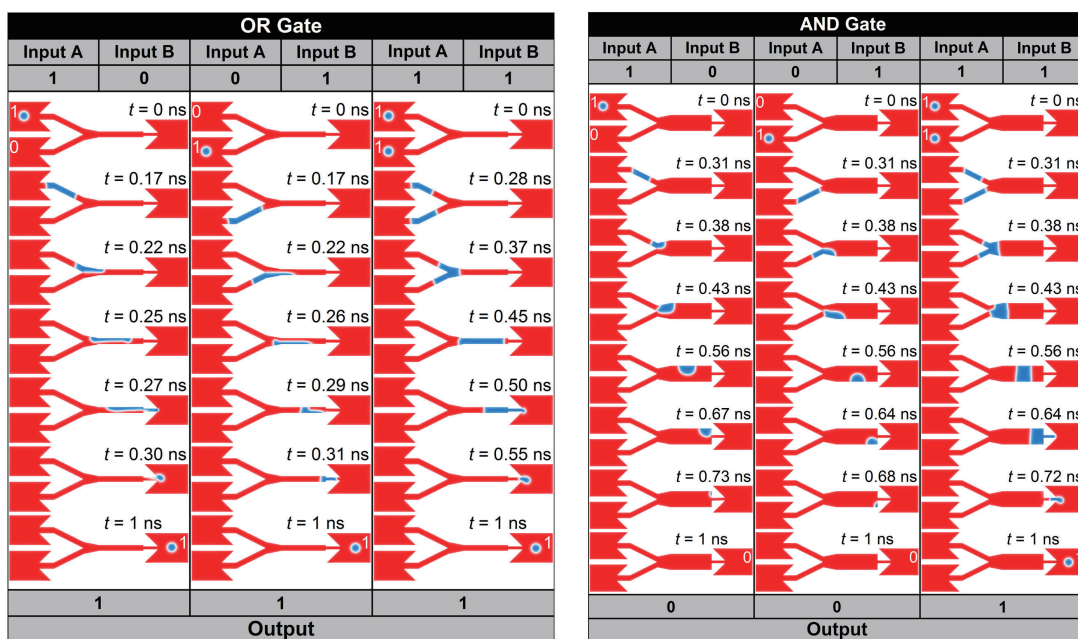 OR Gate
Input A Input B Input A Input B Input A Input B
1 0 0 1 1 1
1 t = 0 ns 0 t = 0 ns 1 t = 0 ns
0 1 1
t = 0.17 ns t = 0.17 ns t = 0.28 ns
t = 0.22 ns t = 0.22 ns t = 0.37 ns
t = 0.25 ns t = 0.26 ns t = 0.45 ns
t = 0.27 ns t = 0.29 ns t = 0.50 ns
t = 0.30 ns t = 0.31 ns t = 0.55 ns
t = 1 ns t = 1 ns t = 1 ns
1 1 1
1 1 1
Output
AND Gate
Input A Input B Input A Input B Input A Input B
1 0 0 1 1 1
1 t = 0 ns 0 t = 0 ns 1 t = 0 ns
0 1 1
t = 0.31 ns t = 0.31 ns t = 0.31 ns
t = 0.38 ns t = 0.38 ns t = 0.38 ns
t = 0.43 ns t = 0.43 ns t = 0.43 ns
t = 0.56 ns t = 0.56 ns t = 0.56 ns
t = 0.67 ns t = 0.64 ns t = 0.64 ns
t = 0.73 ns t = 0.68 ns t = 0.72 ns
t = 1 ns t = 1 ns t = 1 ns
0 0 1
0 0 1
Output